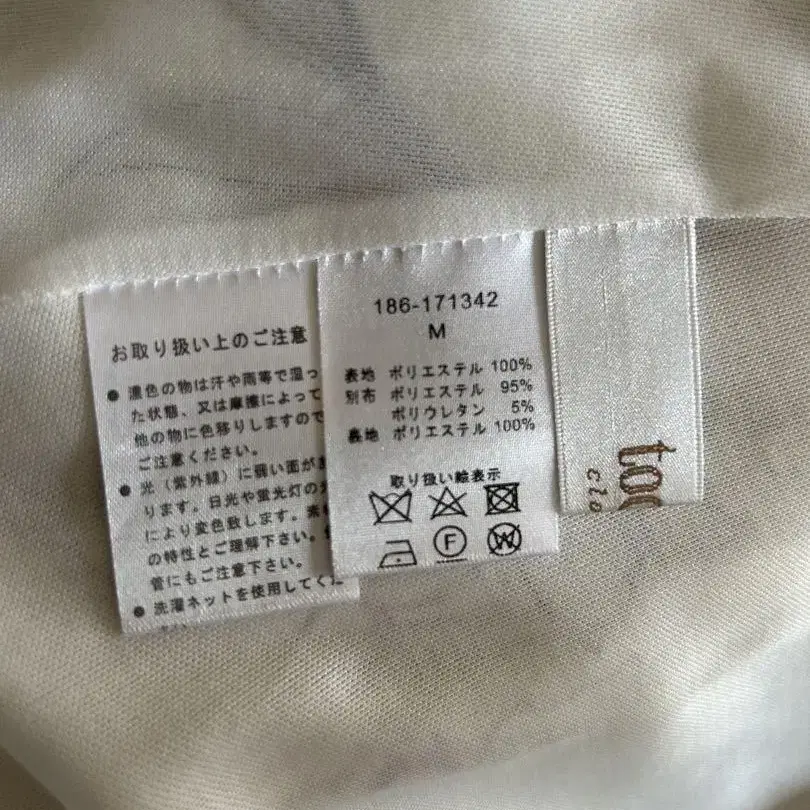 お取り扱い上のご注意
● 濃色の物は汗や雨等で湿っ
た状態、又は摩擦によって
他の物に色移りしますので
ご注意ください。
● 光(紫外線)に弱い面が
ります。日光や蛍光灯の
により変色致します。
の特性とご理解下さい。
管にもご注意下さい。
● 洗濯ネットを使用してくだ
186-171342
M
表地 ポリエステル 100%
別布 ポリエステル 95%
ポリウレタン 5%
裏地 ポリエステル 100%
取り扱い絵表示
F
W
to
clo